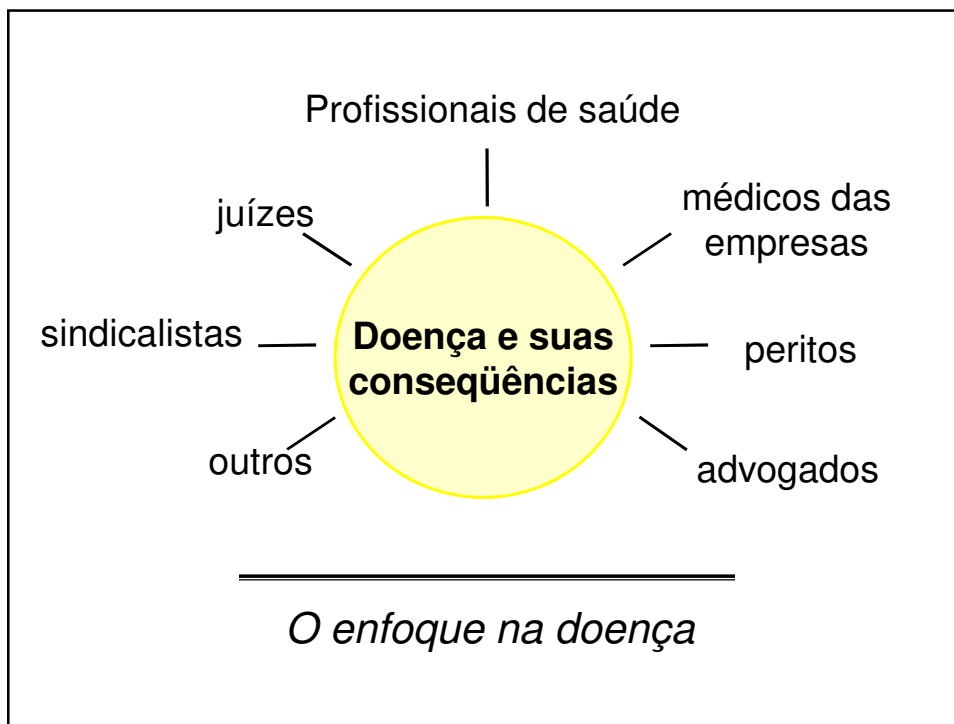 Profissionais de saúde
juízes
médicos das
empresas
sindicalistas
Doença e suas
conseqüências
peritos
outros
advogados
O enfoque na doença